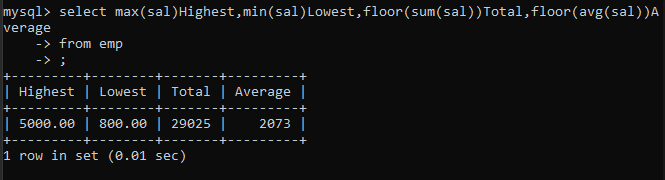 mysql> select max(sal)Highest,min(sal)Lowest,floor(sum(sal))Total,floor(avg(sal))A
verage
    -> from emp
    -> ;
+---------+--------+-------+---------+
| Highest | Lowest | Total | Average |
+---------+--------+-------+---------+
| 5000.00 | 800.00 | 29025 |    2073 |
+---------+--------+-------+---------+
1 row in set (0.01 sec)